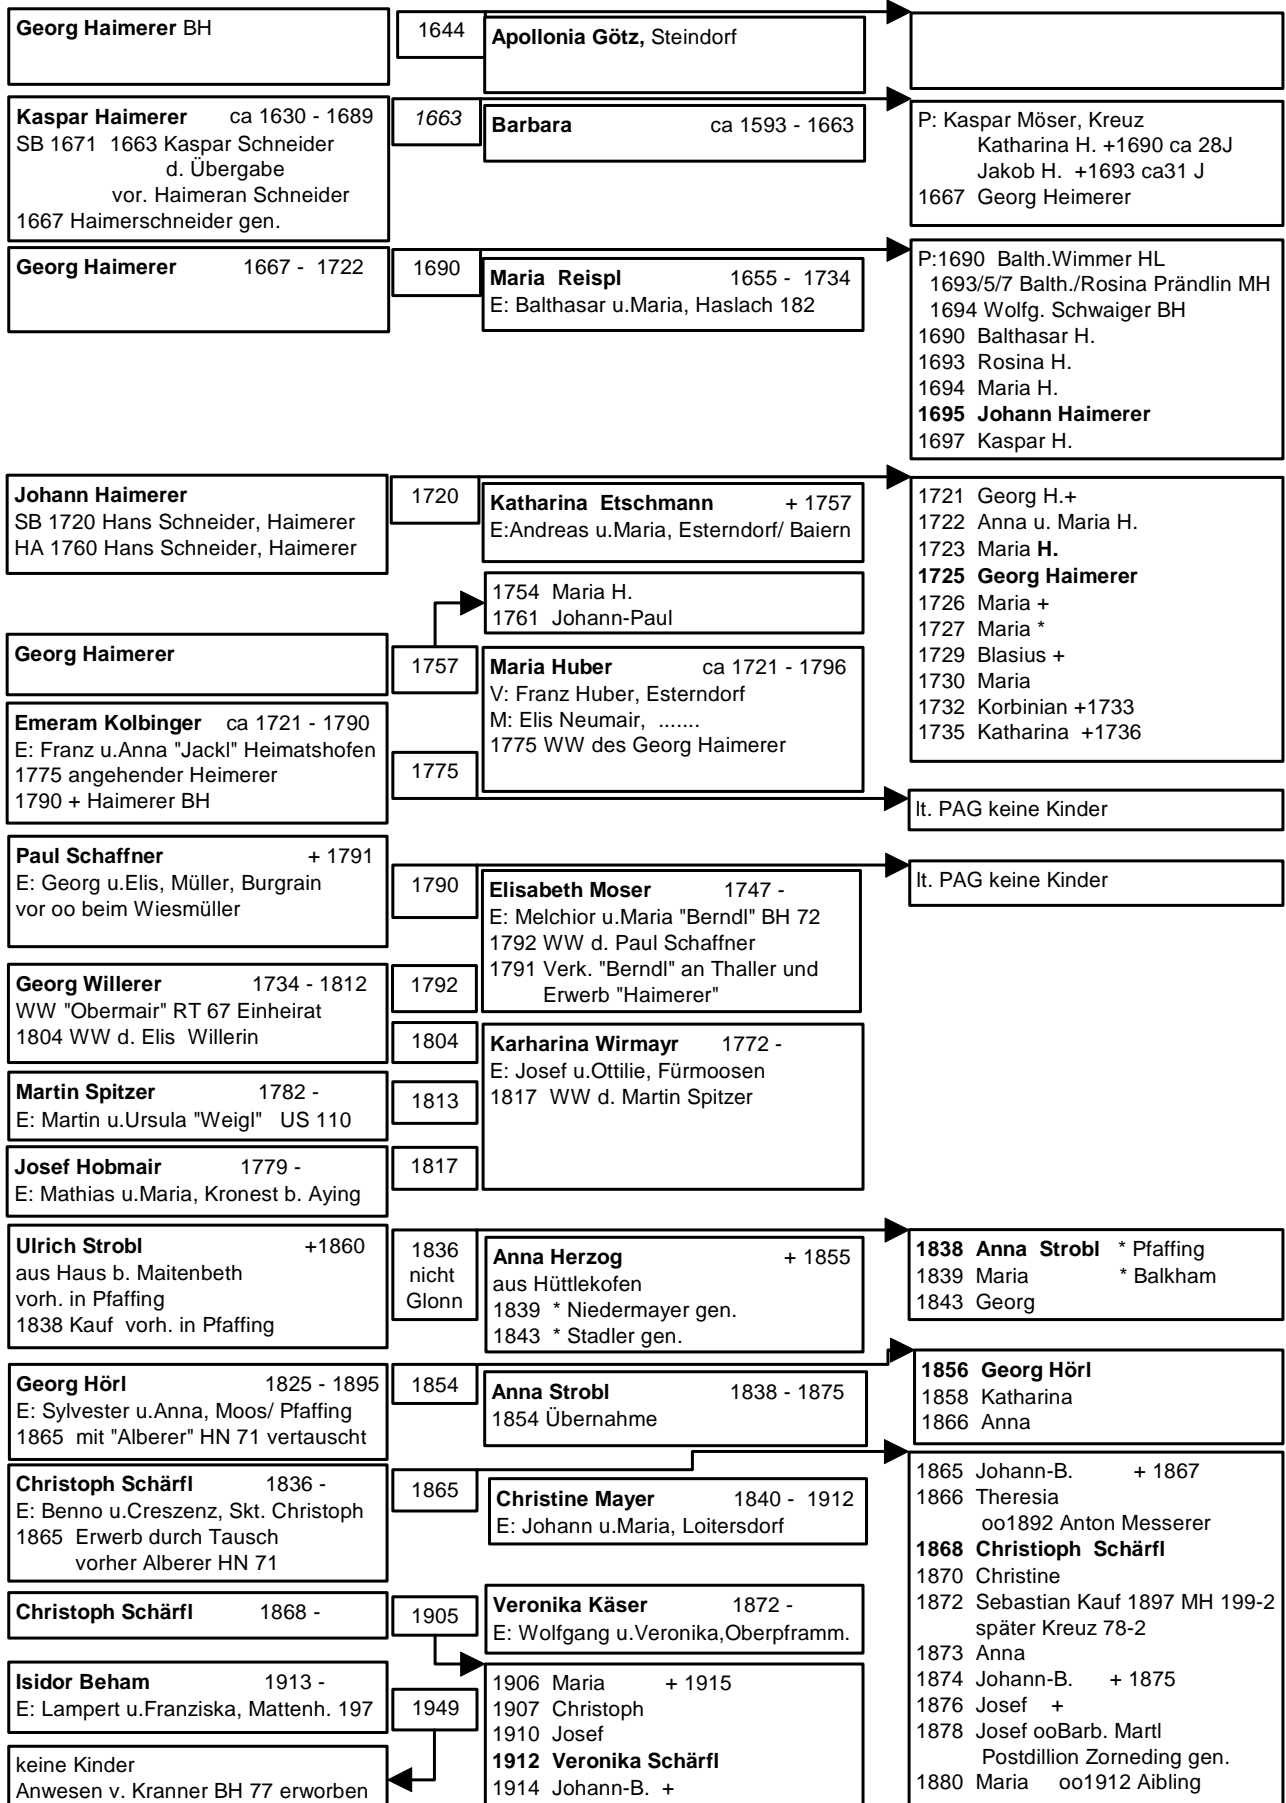 Georg Haimerer BH
1644
Apollonia Götz, Steindorf
Kaspar Haimerer ca 1630 - 1689
SB 1671 1663 Kaspar Schneider
d. Übergabe
vor. Haimeran Schneider
1667 Haimerschneider gen.
1663
Barbara ca 1593 - 1663
P: Kaspar Möser, Kreuz
Katharina H. +1690 ca 28J
Jakob H. +1693 ca31 J
1667 Georg Heimerer
Georg Haimerer 1667 - 1722
1690
Maria Reispl 1655 - 1734
E: Balthasar u.Maria, Haslach 182
P:1690 Balth.Wimmer HL
1693/5/7 Balth./Rosina Prändlin MH
1694 Wolfg. Schwaiger BH
1690 Balthasar H.
1693 Rosina H.
1694 Maria H.
1695 Johann Haimerer
1697 Kaspar H.
Johann Haimerer
SB 1720 Hans Schneider, Haimerer
HA 1760 Hans Schneider, Haimerer
1720
Katharina Etschmann + 1757
E:Andreas u.Maria, Esterndorf/ Baiern
1721 Georg H.+
1722 Anna u. Maria H.
1723 Maria H.
1725 Georg Haimerer
1726 Maria +
1727 Maria *
1729 Blasius +
1730 Maria
1732 Korbinian +1733
1735 Katharina +1736
1754 Maria H.
1761 Johann-Paul
Georg Haimerer
1757
Maria Huber ca 1721 - 1796
V: Franz Huber, Esterndorf
M: Elis Neumair, .......
1775 WW des Georg Haimerer
Emeram Kolbinger ca 1721 - 1790
E: Franz u.Anna "Jackl" Heimatshofen
1775 angehender Heimerer
1790 + Haimerer BH
1775
lt. PAG keine Kinder
Paul Schaffner + 1791
E: Georg u.Elis, Müller, Burgrain
vor oo beim Wiesmüller
1790
Elisabeth Moser 1747 -
E: Melchior u.Maria "Berndl" BH 72
1792 WW d. Paul Schaffner
1791 Verk. "Berndl" an Thaller und
Erwerb "Haimerer"
lt. PAG keine Kinder
Georg Willerer 1734 - 1812
WW "Obermair" RT 67 Einheirat
1804 WW d. Elis Willerin
1792
1804
Karharina Wirmayr 1772 -
E: Josef u.Ottilie, Fürmoosen
1817 WW d. Martin Spitzer
Martin Spitzer 1782 -
E: Martin u.Ursula "Weigl" US 110
1813
Josef Hobmair 1779 -
E: Mathias u.Maria, Kronest b. Aying
1817
Ulrich Strobl +1860
aus Haus b. Maitenbeth
vorh. in Pfaffing
1838 Kauf vorh. in Pfaffing
1836
nicht
Glonn
Anna Herzog + 1855
aus Hüttlekofen
1839 * Niedermayer gen.
1843 * Stadler gen.
1838 Anna Strobl * Pfaffing
1839 Maria * Balkham
1843 Georg
Georg Hörl 1825 - 1895
E: Sylvester u.Anna, Moos/ Pfaffing
1865 mit "Alberer" HN 71 vertauscht
1854
Anna Strobl 1838 - 1875
1854 Übernahme
1856 Georg Hörl
1858 Katharina
1866 Anna
Christoph Schärfl 1836 -
E: Benno u.Creszenz, Skt. Christoph
1865 Erwerb durch Tausch
vorher Alberer HN 71
1865
Christine Mayer 1840 - 1912
E: Johann u.Maria, Loitersdorf
1865 Johann-B. + 1867
1866 Theresia
oo1892 Anton Messerer
1868 Christioph Schärfl
1870 Christine
1872 Sebastian Kauf 1897 MH 199-2
später Kreuz 78-2
1873 Anna
1874 Johann-B. + 1875
1876 Josef +
1878 Josef ooBarb. Martl
Postdillion Zorneding gen.
1880 Maria oo1912 Aibling
Christoph Schärfl 1868 -
1905
Veronika Käser 1872 -
E: Wolfgang u.Veronika,Oberpframm.
1906 Maria + 1915
1907 Christoph
1910 Josef
1912 Veronika Schärfl
1914 Johann-B. +
Isidor Beham 1913 -
E: Lampert u.Franziska, Mattenh. 197
1949
keine Kinder
Anwesen v. Kranner BH 77 erworben